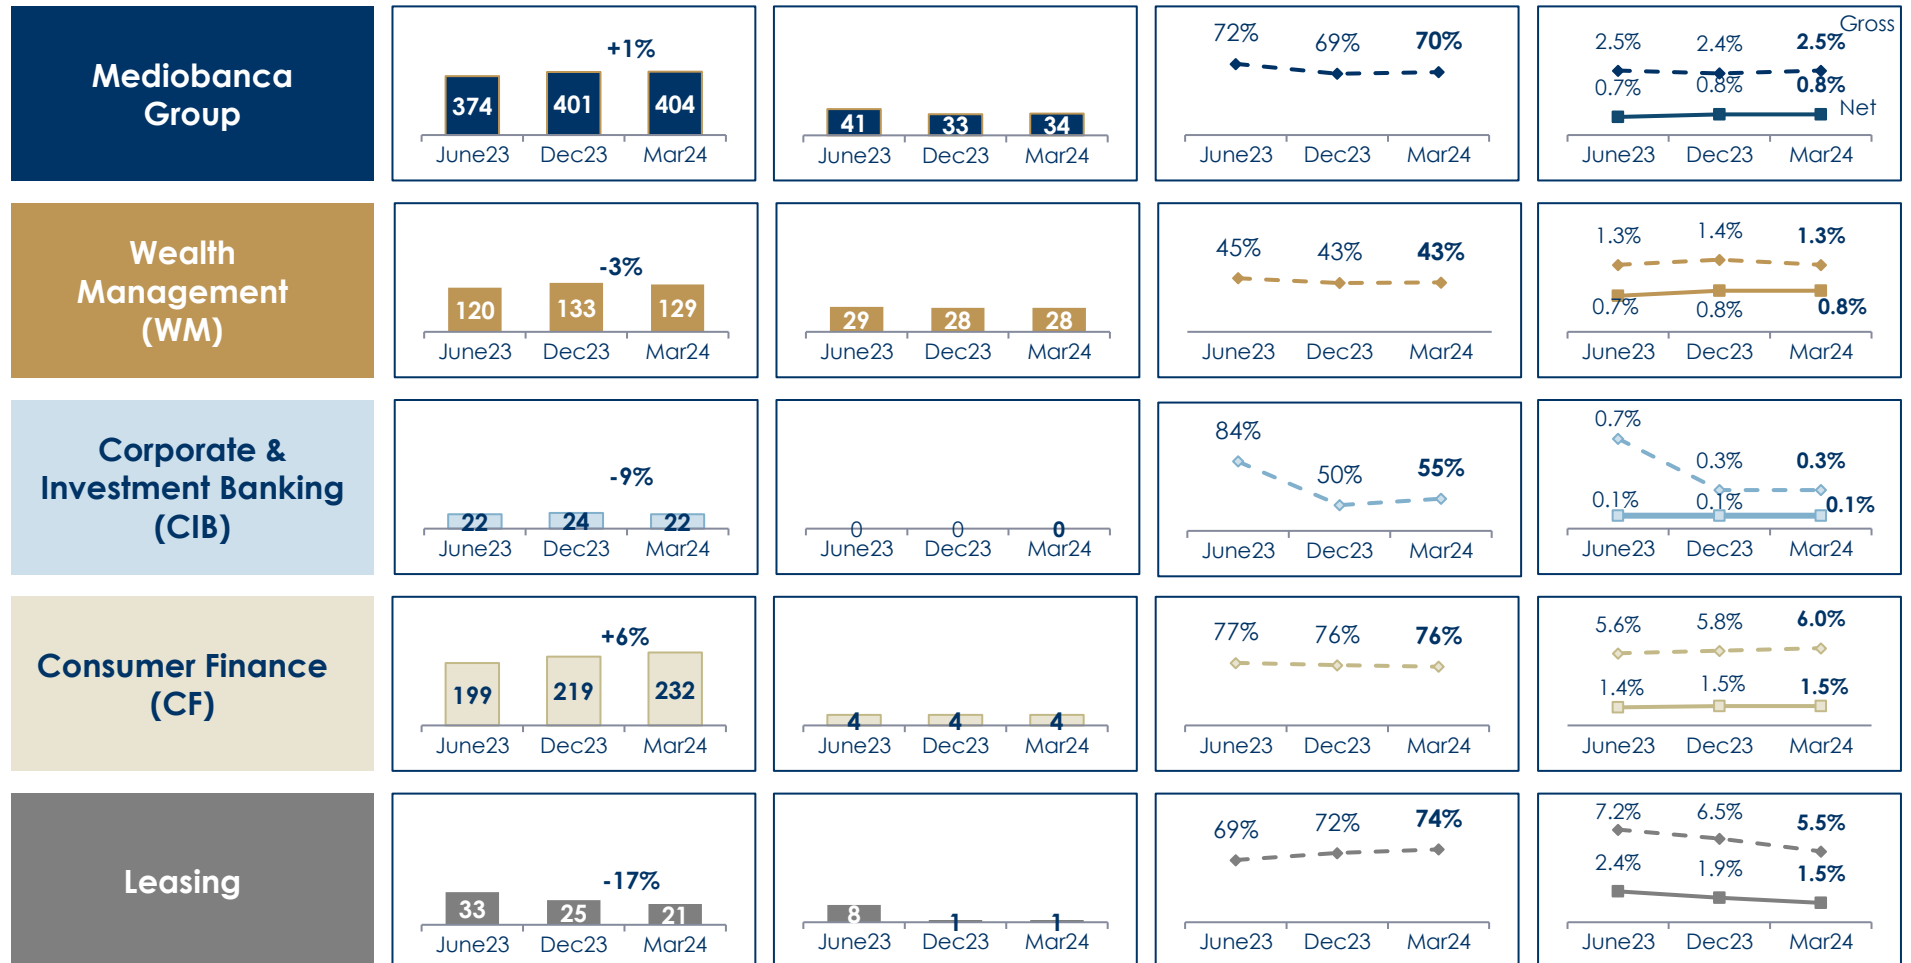 Mediobanca
Group
+1%
374
401
404
June23 Dec23 Mar24
41
33
34
June23 Dec23 Mar24
72%
69%
70%
June23 Dec23 Mar24
Gross
2.5%
2.4%
2.5%
0.7%
0.8%
0.8%
Net
June23 Dec23 Mar24
Wealth
Management
(WM)
-3%
120
133
129
June23 Dec23 Mar24
29
28
28
June23 Dec23 Mar24
45%
43%
43%
June23 Dec23 Mar24
1.3%
1.4%
1.3%
0.7%
0.8%
0.8%
June23 Dec23 Mar24
Corporate &
Investment Banking
(CIB)
-9%
22
24
22
June23 Dec23 Mar24
0
0
0
June23 Dec23 Mar24
84%
50%
55%
June23 Dec23 Mar24
0.7%
0.3%
0.3%
0.1%
0.1%
0.1%
June23 Dec23 Mar24
Consumer Finance
(CF)
+6%
199
219
232
June23 Dec23 Mar24
4
4
4
June23 Dec23 Mar24
77%
76%
76%
June23 Dec23 Mar24
5.6%
5.8%
6.0%
1.4%
1.5%
1.5%
June23 Dec23 Mar24
Leasing
-17%
33
25
21
June23 Dec23 Mar24
8
1
1
June23 Dec23 Mar24
69%
72%
74%
June23 Dec23 Mar24
7.2%
6.5%
5.5%
2.4%
1.9%
1.5%
June23 Dec23 Mar24